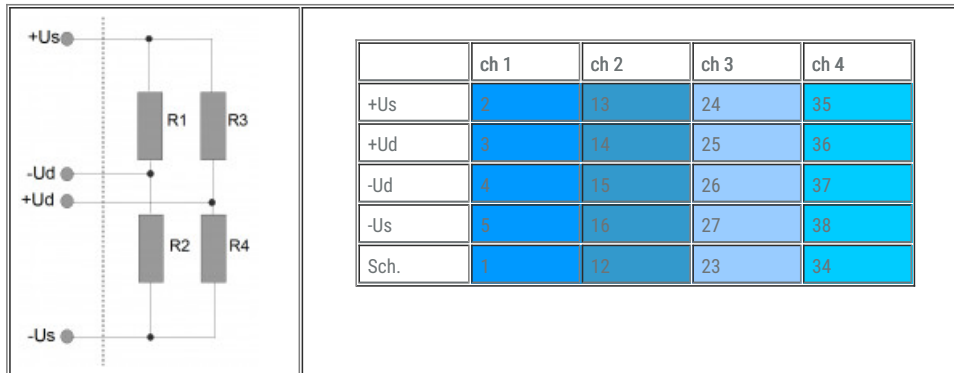 +Us
R1
R3
-Ud
+Ud
R2
R4
-Us
ch 1 ch 2 ch 3 ch 4
+Us 2 13 24 35
+Ud 3 14 25 36
-Ud 4 15 26 37
-Us 5 16 27 38
Sch. 1 12 23 34